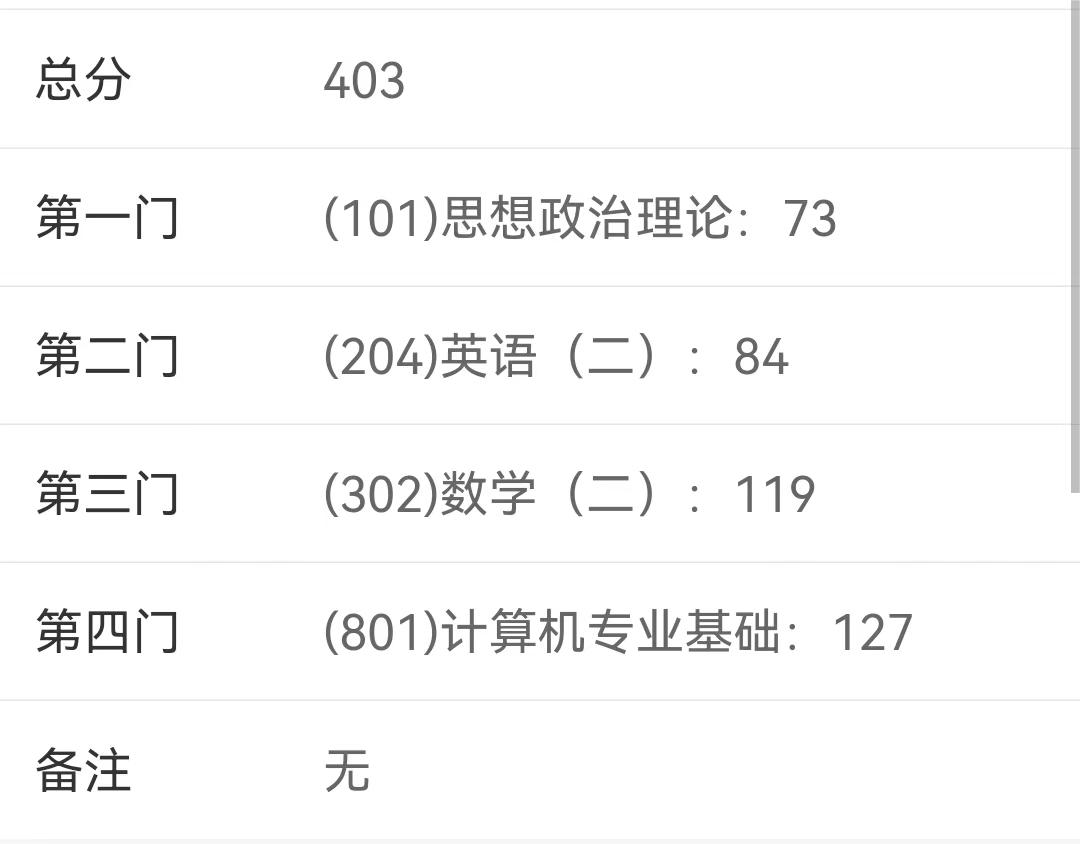 总分 403
第一门 (101)思想政治理论：73
第二门 (204)英语（二）：84
第三门 (302)数学（二）：119
第四门 (801)计算机专业基础：127
备注 无